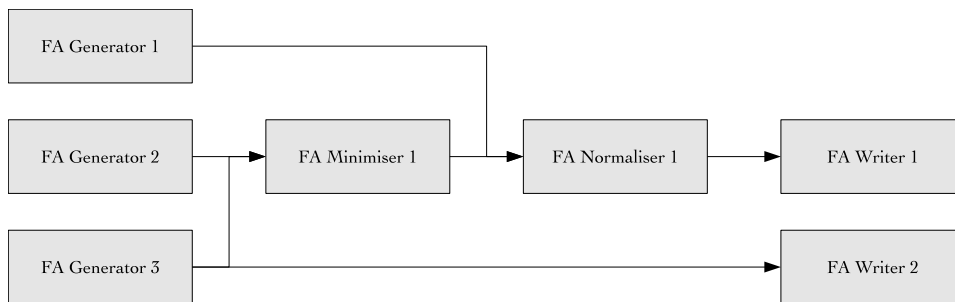 FA Generator 1
FA Generator 2
FA Minimiser 1
FA Normaliser 1
FA Writer 1
FA Generator 3
FA Writer 2